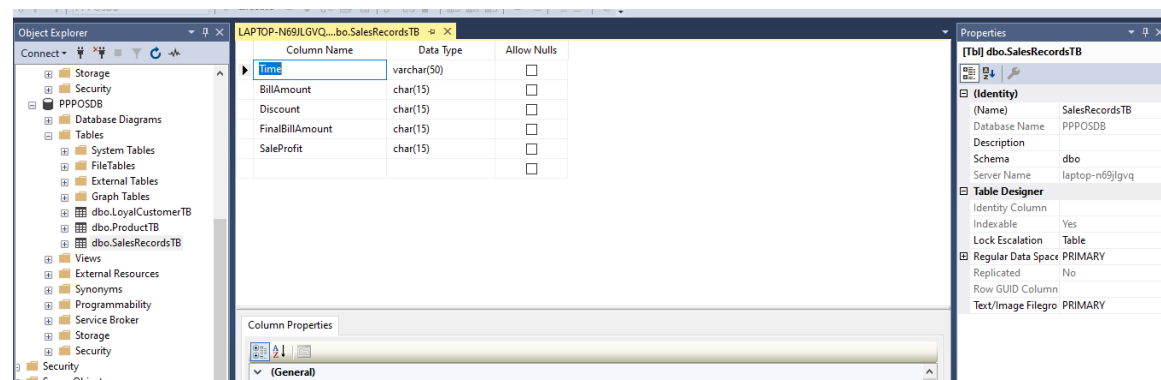 Object Explorer
Connect
Storage
Security
PPPOSDB
Database Diagrams
Tables
System Tables
FileTables
External Tables
Graph Tables
dbo.LoyalCustomerTB
dbo.ProductTB
dbo.SalesRecordsTB
Views
External Resources
Synonyms
Programmability
Service Broker
Storage
Security
Security
LAPTOP-N69JLGVQ....bo.SalesRecordsTB
Column Name Data Type Allow Nulls
Time varchar(50)
BillAmount char(15)
Discount char(15)
FinalBillAmount char(15)
SaleProfit char(15)
Column Properties
(General)
Properties
[Tbl] dbo.SalesRecordsTB
(Identity)
(Name) SalesRecordsTB
Database Name PPPOSDB
Description
Schema dbo
Server Name laptop-n69jlgvq
Table Designer
Identity Column
Indexable Yes
Lock Escalation Table
Regular Data Space PRIMARY
Replicated No
Row GUID Column
Text/Image Filegro PRIMARY